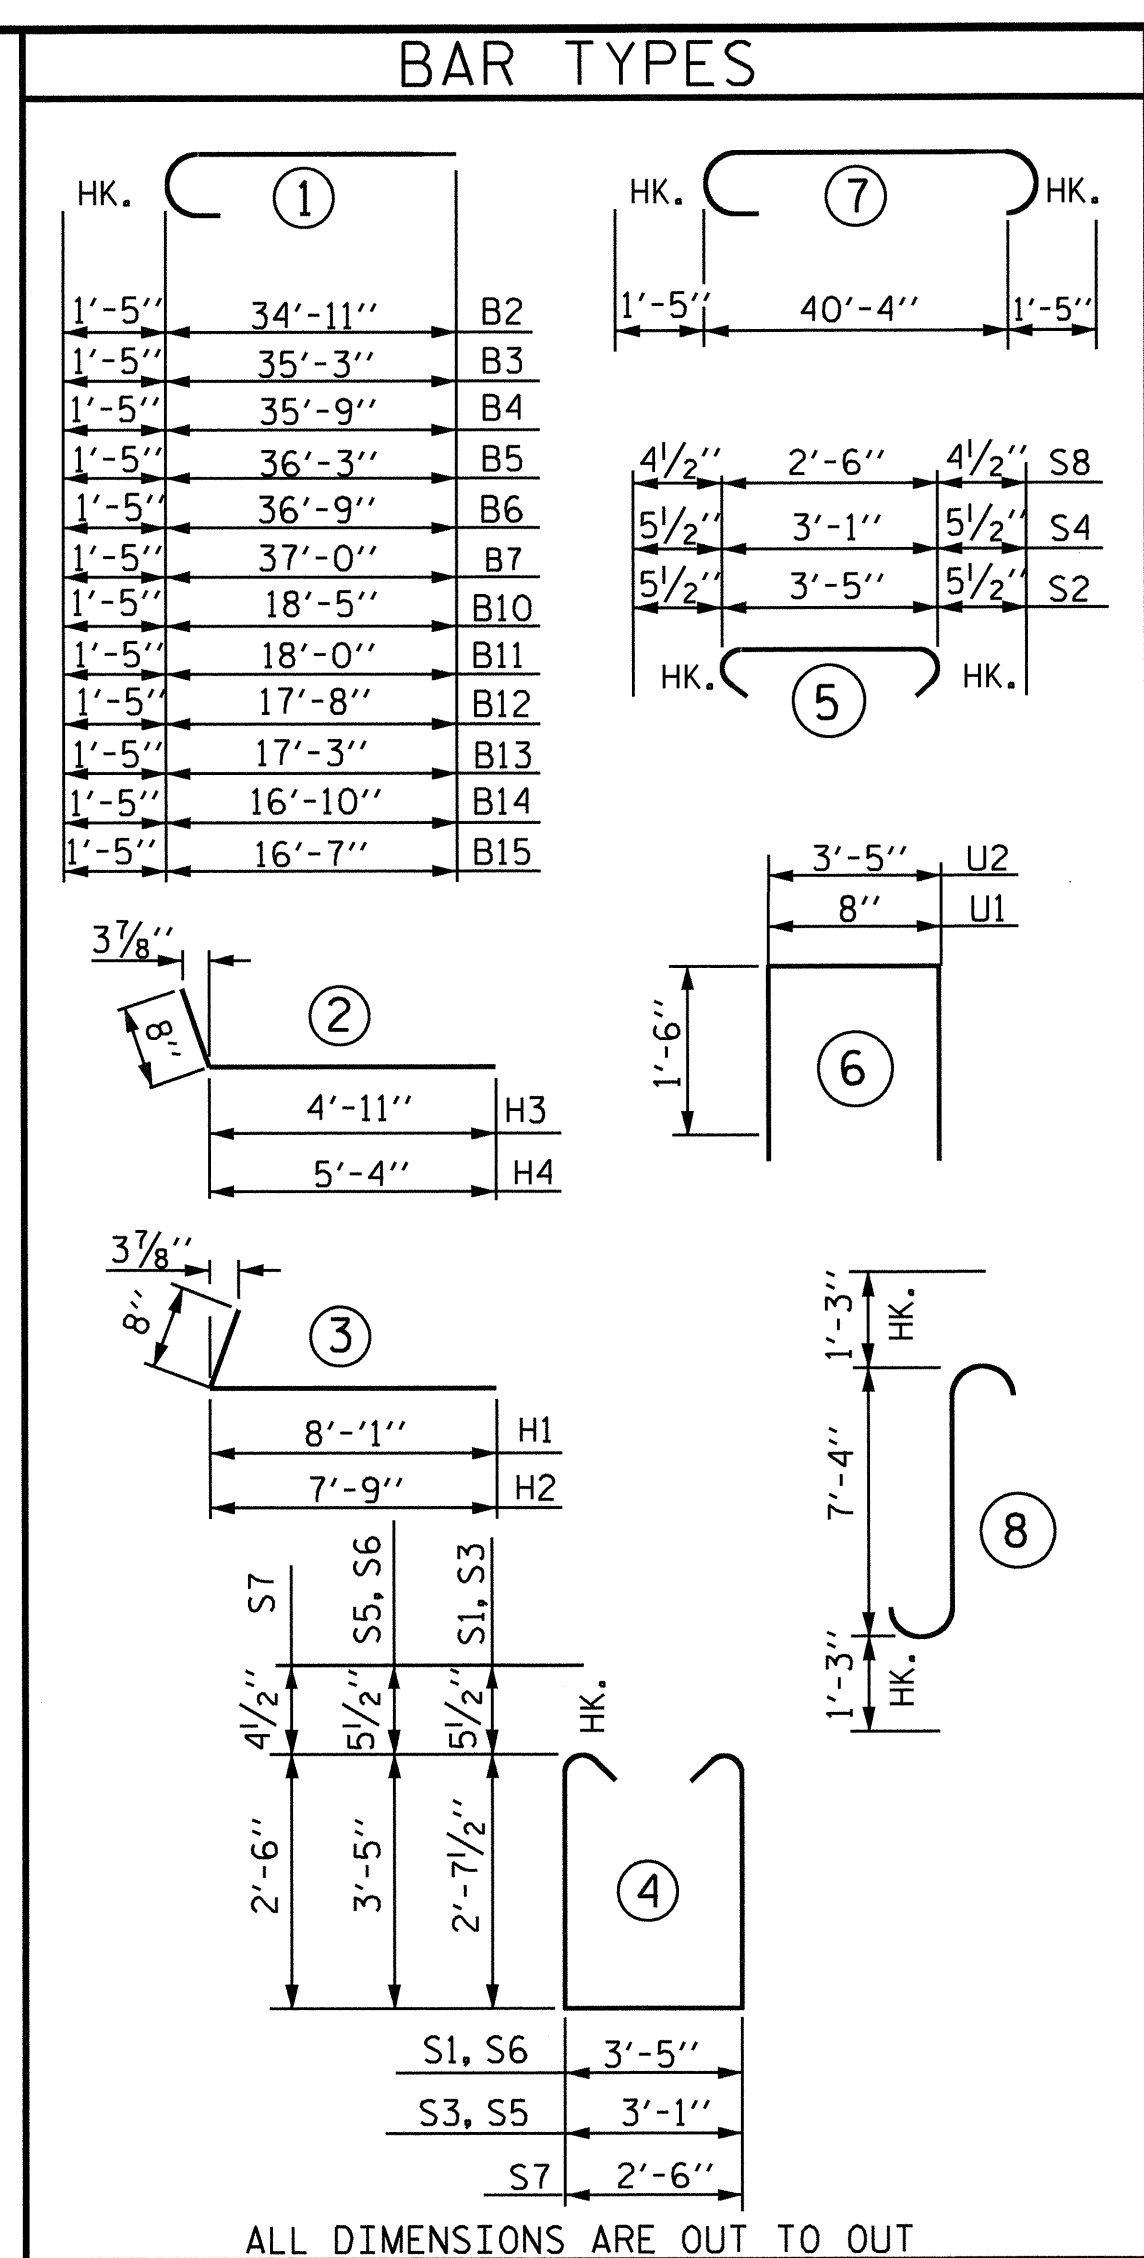 BAR TYPES
HK. 1
1'-5'' 34'-11'' B2
1'-5'' 35'-3'' B3
1'-5'' 35'-9'' B4
1'-5'' 36'-3'' B5
1'-5'' 36'-9'' B6
1'-5'' 37'-0'' B7
1'-5'' 18'-5'' B10
1'-5'' 18'-0'' B11
1'-5'' 17'-8'' B12
1'-5'' 17'-3'' B13
1'-5'' 16'-10'' B14
1'-5'' 16'-7'' B15
HK. 7 HK.
1'-5'' 40'-4'' 1'-5''
4 1/2'' 2'-6'' 4 1/2'' S8
5 1/2'' 3'-1'' 5 1/2'' S4
5 1/2'' 3'-5'' 5 1/2'' S2
HK. 5 HK.
3 7/8''
8''
2
4'-11'' H3
5'-4'' H4
3'-5'' U2
8'' U1
1'-6''
6
3 7/8''
8''
3
8'-'1'' H1
7'-9'' H2
1'-3'' HK.
7'-4''
8
1'-3'' HK.
S7 S5, S6 S1, S3
4 1/2'' 5 1/2'' 5 1/2'' HK.
2'-6'' 3'-5'' 2'-7 1/2''
4
S1, S6 3'-5''
S3, S5 3'-1''
S7 2'-6''
ALL DIMENSIONS ARE OUT TO OUT